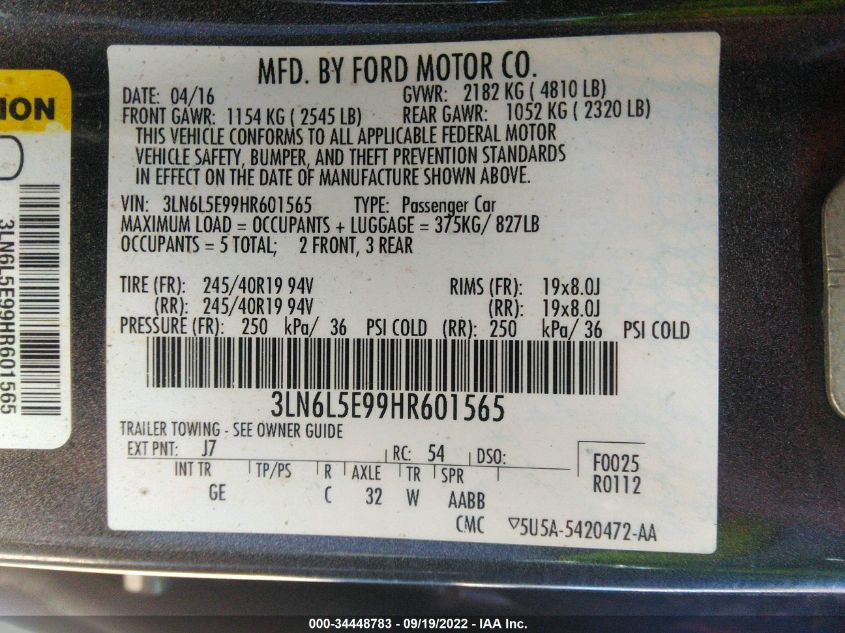 MFD. BY FORD MOTOR CO.
DATE: 04/16 GVWR: 2182 KG ( 4810 LB)
FRONT GAWR: 1154 KG ( 2545 LB) REAR GAWR: 1052 KG ( 2320 LB)
THIS VEHICLE CONFORMS TO ALL APPLICABLE FEDERAL MOTOR
VEHICLE SAFETY, BUMPER, AND THEFT PREVENTION STANDARDS
IN EFFECT ON THE DATE OF MANUFACTURE SHOWN ABOVE.
VIN: 3LN6L5E99HR601565 TYPE: Passenger Car
MAXIMUM LOAD = OCCUPANTS + LUGGAGE = 375KG/ 827LB
OCCUPANTS = 5 TOTAL; 2 FRONT, 3 REAR
TIRE (FR): 245/40R19 94V RIMS (FR): 19x8.0J
(RR): 245/40R19 94V (RR): 19x8.0J
PRESSURE (FR): 250 kPa/ 36 PSI COLD (RR): 250 kPa/ 36 PSI COLD
3LN6L5E99HR601565
TRAILER TOWING - SEE OWNER GUIDE
EXT PNT: J7 RC: 54 DSO:
INT TR TP/PS R AXLE TR SPR
GE C 32 W AABB
F0025
R0112
CMC ▽5U5A-5420472-AA
ION
3LN6L5E99HR601565
000-34448783 - 09/19/2022 - IAA Inc.